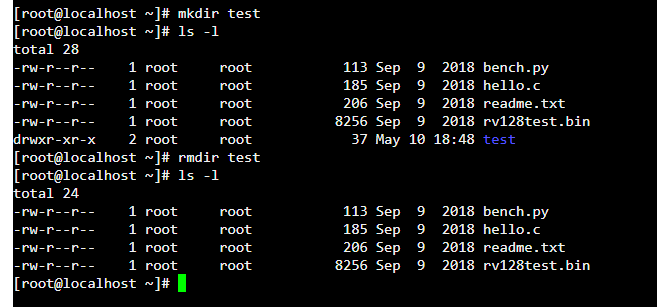 [root@localhost ~]# mkdir test
[root@localhost ~]# ls -l
total 28
-rw-r--r--    1 root     root           113 Sep  9  2018 bench.py
-rw-r--r--    1 root     root           185 Sep  9  2018 hello.c
-rw-r--r--    1 root     root           206 Sep  9  2018 readme.txt
-rw-r--r--    1 root     root          8256 Sep  9  2018 rv128test.bin
drwxr-xr-x    2 root     root            37 May 10 18:48 test
[root@localhost ~]# rmdir test
[root@localhost ~]# ls -l
total 24
-rw-r--r--    1 root     root           113 Sep  9  2018 bench.py
-rw-r--r--    1 root     root           185 Sep  9  2018 hello.c
-rw-r--r--    1 root     root           206 Sep  9  2018 readme.txt
-rw-r--r--    1 root     root          8256 Sep  9  2018 rv128test.bin
[root@localhost ~]#